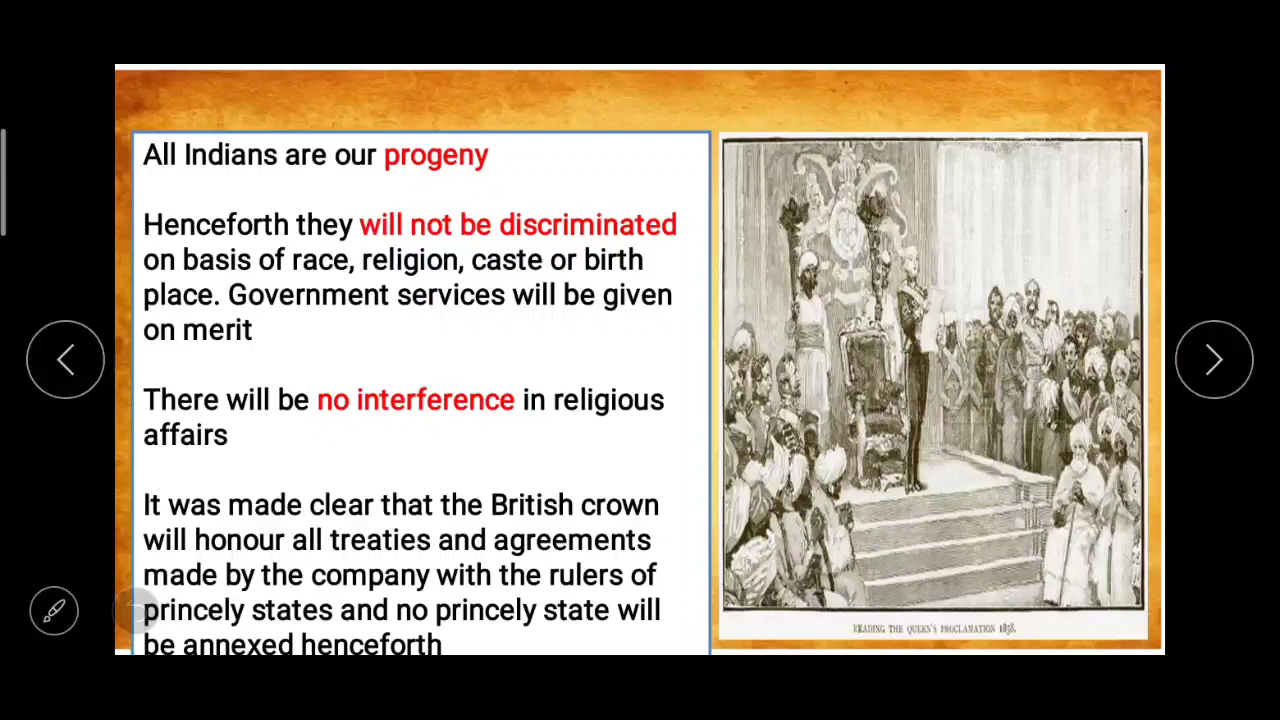 All Indians are our progeny
Henceforth they will not be discriminated
on basis of race, religion, caste or birth
place. Government services will be given
on merit
There will be no interference in religious
affairs
It was made clear that the British crown
will honour all treaties and agreements
made by the company with the rulers of
princely states and no princely state will
be annexed henceforth
READING THE QUEEN'S PROCLAMATION 1858.